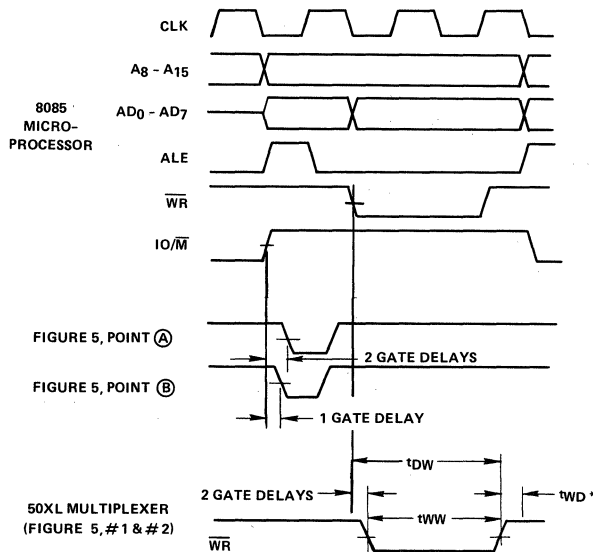 CLK
A8 - A15
8085
MICRO-
PROCESSOR
AD0 - AD7
ALE
WR
IO/M
FIGURE 5, POINT A
2 GATE DELAYS
FIGURE 5, POINT B
1 GATE DELAY
tDW
2 GATE DELAYS
tWD *
50XL MULTIPLEXER
(FIGURE 5, #1 & #2)
tWW
WR